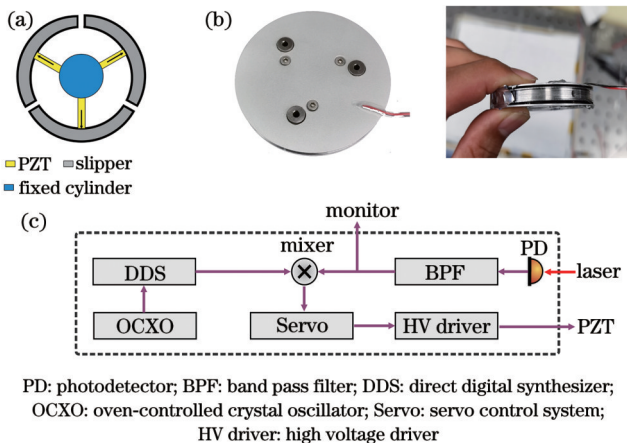 (a)
(b)
PZT slipper
fixed cylinder
(c)
monitor
mixer
PD
DDS
BPF
laser
OCXO
Servo
HV driver
PZT
PD: photodetector; BPF: band pass filter; DDS: direct digital synthesizer;
OCXO: oven-controlled crystal oscillator; Servo: servo control system;
HV driver: high voltage driver